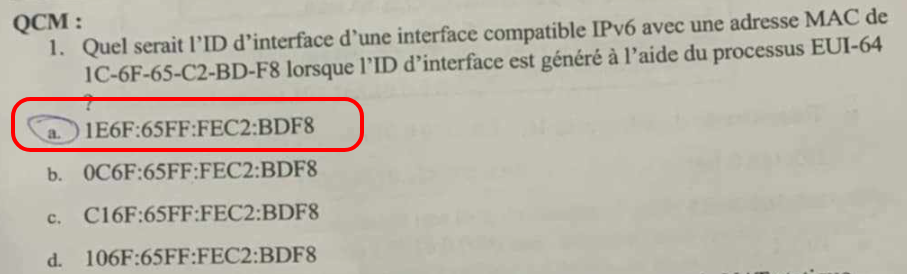 QCM :
1. Quel serait l'ID d'interface d'une interface compatible IPv6 avec une adresse MAC de
1C-6F-65-C2-BD-F8 lorsque l'ID d'interface est généré à l'aide du processus EUI-64
?
a. 1E6F:65FF:FEC2:BDF8
b. 0C6F:65FF:FEC2:BDF8
c. C16F:65FF:FEC2:BDF8
d. 106F:65FF:FEC2:BDF8